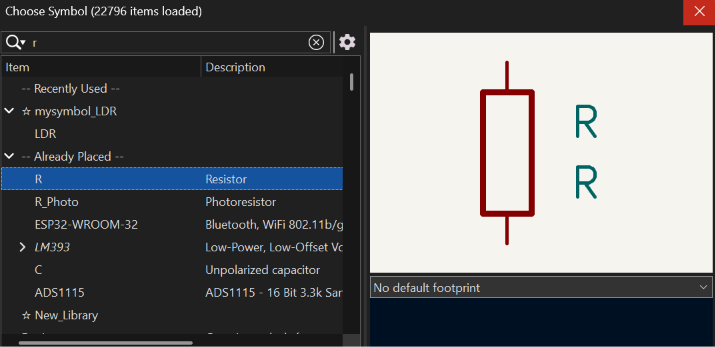 Choose Symbol (22796 items loaded)
r
Item Description
-- Recently Used --
mysymbol_LDR
LDR
-- Already Placed --
R Resistor
R_Photo Photoresistor
ESP32-WROOM-32 Bluetooth, WiFi 802.11b/g
LM393 Low-Power, Low-Offset Vo
C Unpolarized capacitor
ADS1115 ADS1115 - 16 Bit 3.3k Sar
New_Library
R
R
No default footprint